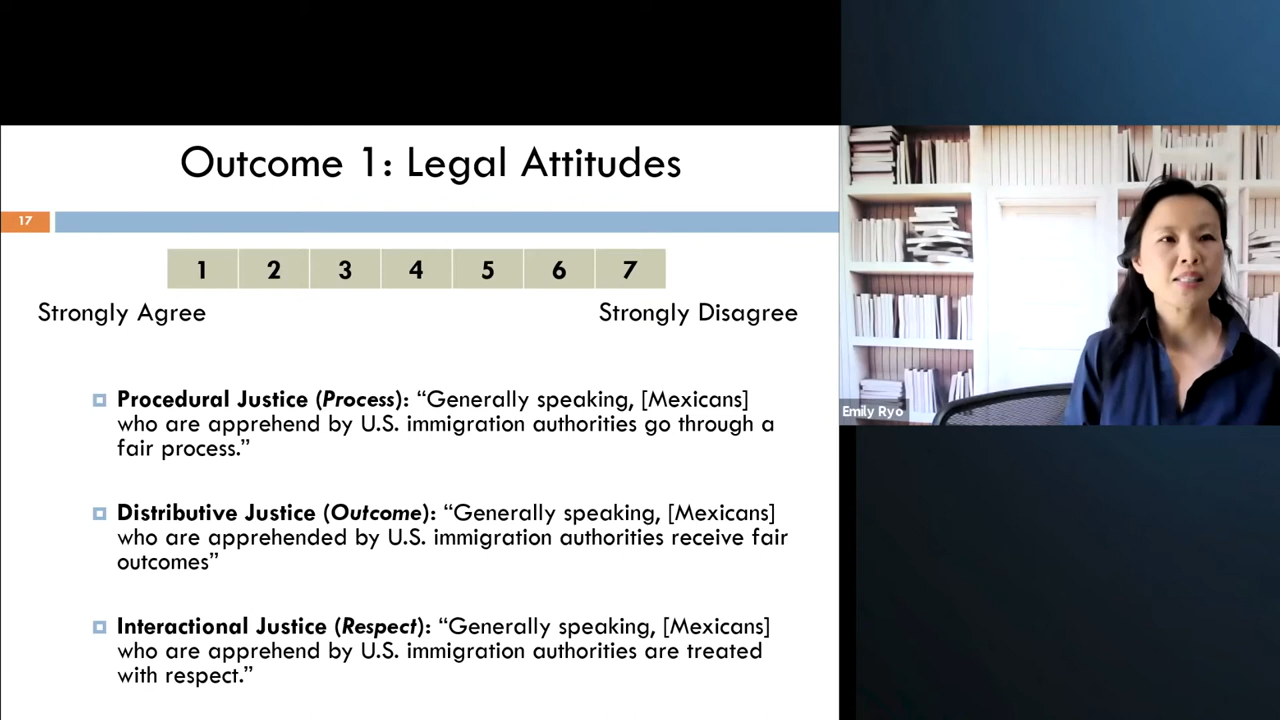 Outcome 1: Legal Attitudes
17
1 2 3 4 5 6 7
Strongly Agree Strongly Disagree
Procedural Justice (Process): “Generally speaking, [Mexicans]
who are apprehend by U.S. immigration authorities go through a
fair process.”
Distributive Justice (Outcome): “Generally speaking, [Mexicans]
who are apprehended by U.S. immigration authorities receive fair
outcomes”
Interactional Justice (Respect): “Generally speaking, [Mexicans]
who are apprehend by U.S. immigration authorities are treated
with respect.”
Emily Ryo